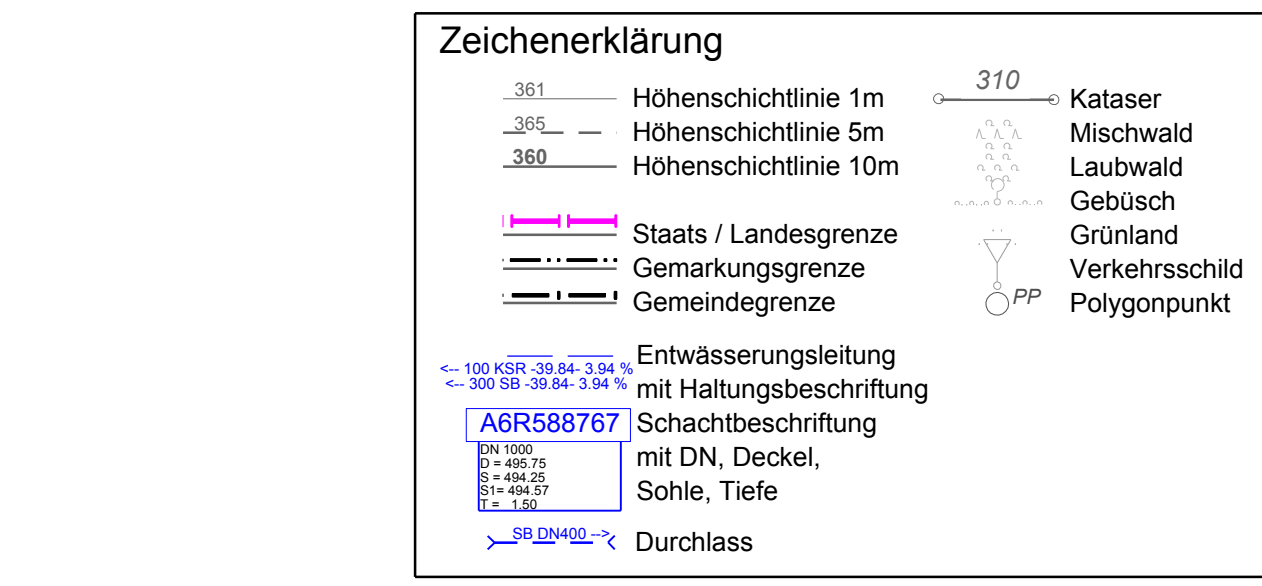 Zeichenerklärung
361 Höhenschichtlinie 1m
365 Höhenschichtlinie 5m
360 Höhenschichtlinie 10m
Staats / Landesgrenze
Gemarkungsgrenze
Gemeindegrenze
Entwässerungsleitung
<-- 100 KSR -39.84- 3.94 %
<-- 300 SB -39.84- 3.94 %
mit Haltungsbeschriftung
A6R588767 Schachtbeschriftung
DN 1000
D = 495.75
S = 494.25
S1= 494.57
T = 1.50
mit DN, Deckel,
Sohle, Tiefe
SB DN400 --> Durchlass
310 Kataser
Mischwald
Laubwald
Gebüsch
Grünland
Verkehrsschild
PP Polygonpunkt